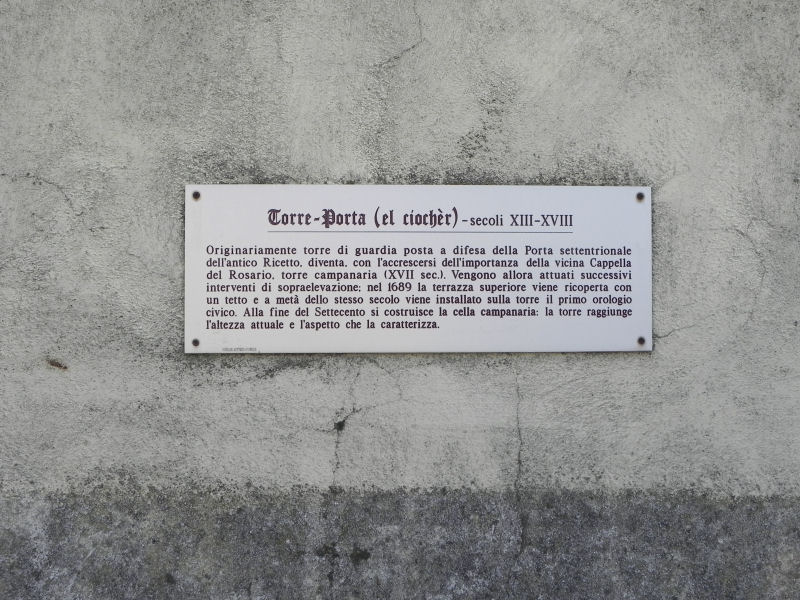 Torre-Porta (el ciochèr) - secoli XIII-XVIII
Originariamente torre di guardia posta a difesa della Porta settentrionale
dell'antico Ricetto, diventa, con l'accrescersi dell'importanza della vicina Cappella
del Rosario, torre campanaria (XVII sec.). Vengono allora attuati successivi
interventi di sopraelevazione; nel 1689 la terrazza superiore viene ricoperta con
un tetto e a metà dello stesso secolo viene installato sulla torre il primo orologio
civico. Alla fine del Settecento si costruisce la cella campanaria: la torre raggiunge
l'altezza attuale e l'aspetto che la caratterizza.